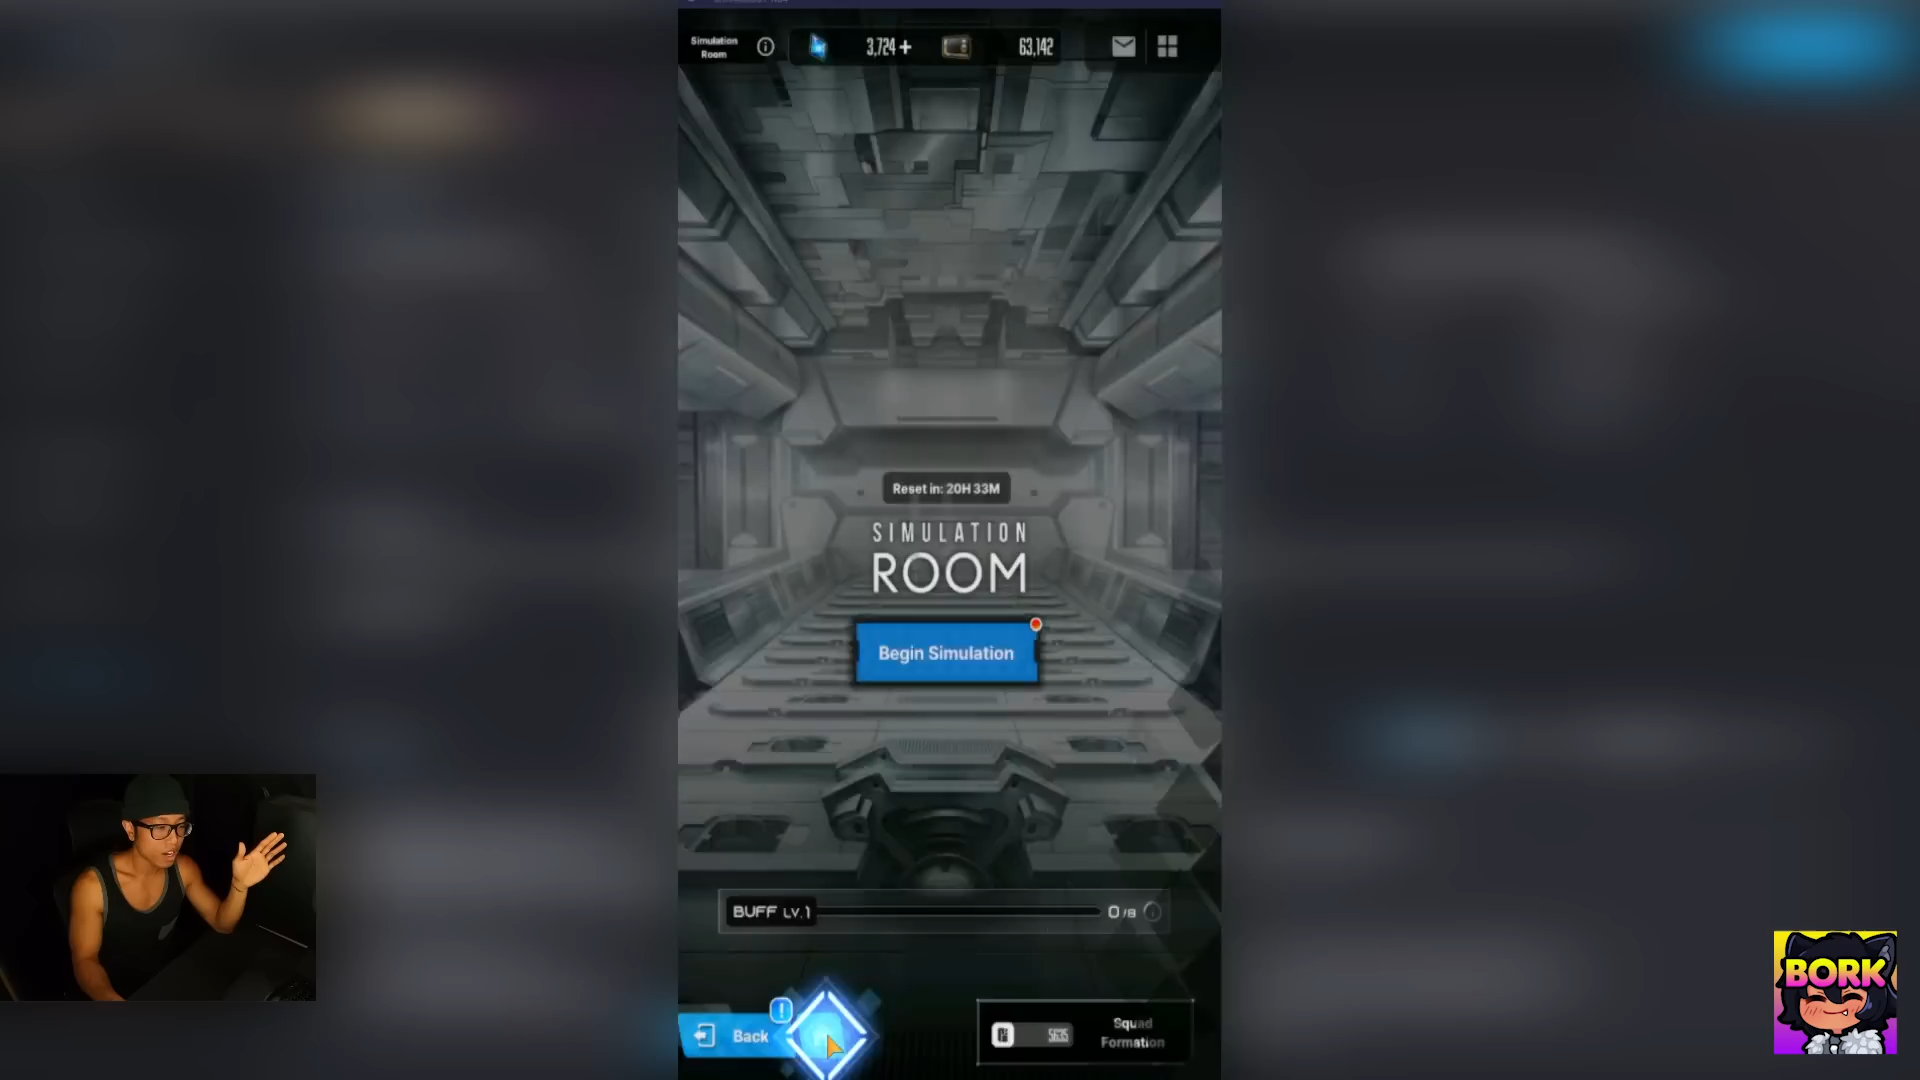 Simulation
Room
3,724
63,142
Reset in: 20H 33M
SIMULATION
ROOM
Begin Simulation
BUFF LV.1
0/8
Back
Squad
Formation
BORK